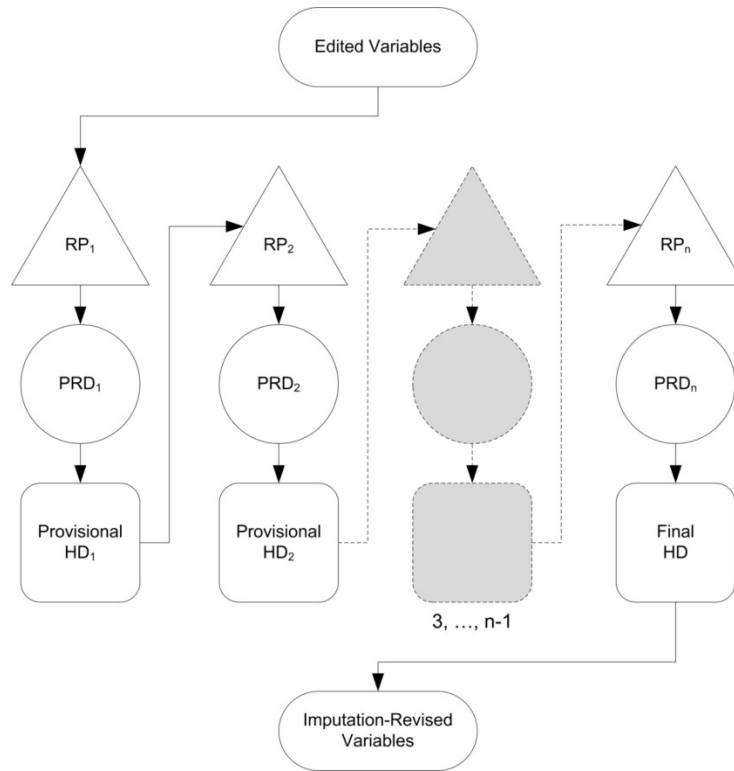 Edited Variables
RP₁
RP₂
RPₙ
PRD₁
PRD₂
PRDₙ
Provisional
HD₁
Provisional
HD₂
Final
HD
3, …, n-1
Imputation-Revised
Variables